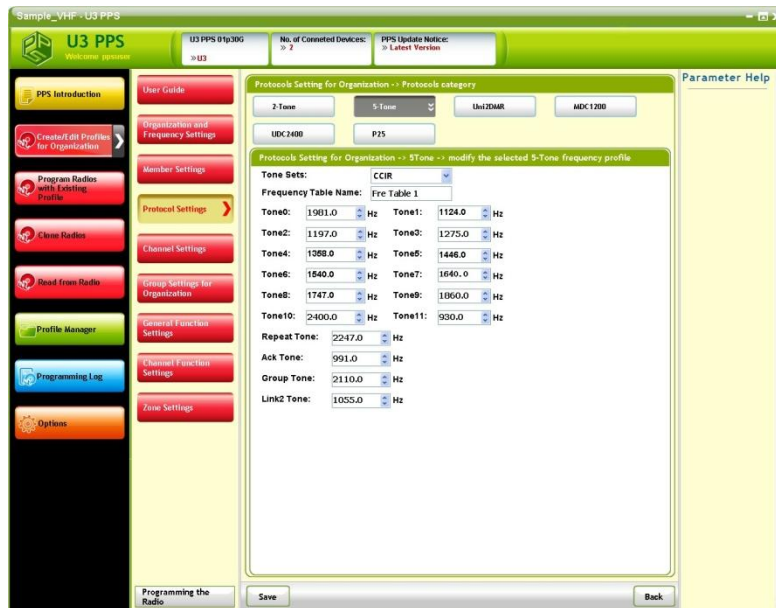 Sample_VHF - U3 PPS
U3 PPS
Welcome ppsuser
U3 PPS 01p30G
>> U3
No. of Conneted Devices:
>> 2
PPS Update Notice:
>> Latest Version
PPS Introduction
Create/Edit Profiles
for Organization
Program Radios
with Existing
Profile
Clone Radios
Read from Radio
Profile Manager
Programming Log
Options
User Guide
Organization and
Frequency Settings
Member Settings
Protocol Settings
Channel Settings
Group Settings for
Organization
General Function
Settings
Channel Function
Settings
Zone Settings
Programming the
Radio
Protocols Setting for Organization -> Protocols category
2-Tone
5-Tone
Uni2DMR
MDC1200
UDC2400
P25
Protocols Setting for Organization -> 5Tone -> modify the selected 5-Tone frequency profile
Tone Sets: CCIR
Frequency Table Name: Fre Table 1
Tone0: 1981.0 Hz Tone1: 1124.0 Hz
Tone2: 1197.0 Hz Tone3: 1275.0 Hz
Tone4: 1358.0 Hz Tone5: 1446.0 Hz
Tone6: 1540.0 Hz Tone7: 1640.0 Hz
Tone8: 1747.0 Hz Tone9: 1860.0 Hz
Tone10: 2400.0 Hz Tone11: 930.0 Hz
Repeat Tone: 2247.0 Hz
Ack Tone: 991.0 Hz
Group Tone: 2110.0 Hz
Link2 Tone: 1055.0 Hz
Save
Back
Parameter Help